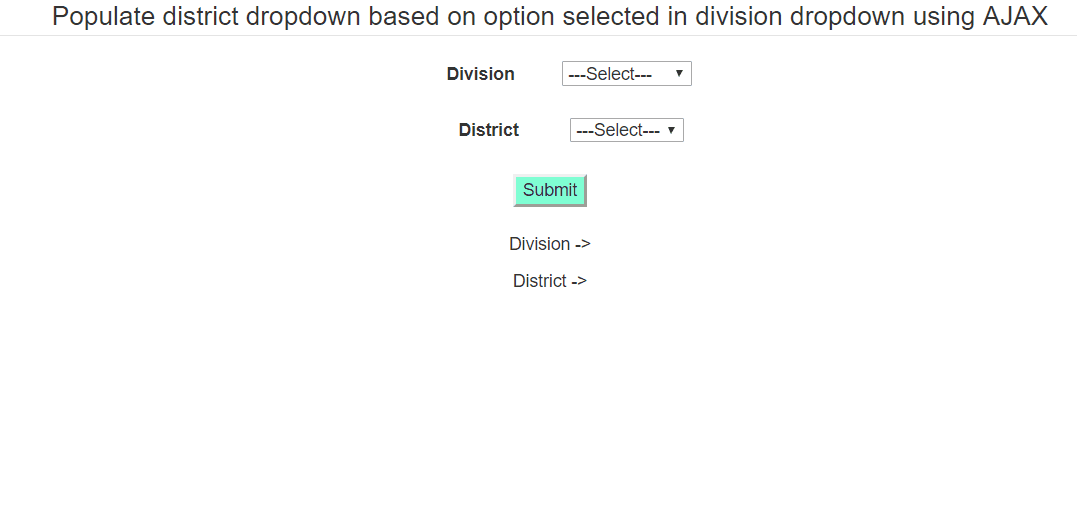 Populate district dropdown based on option selected in division dropdown using AJAX
Division ---Select---
District ---Select---
Submit
Division ->
District ->